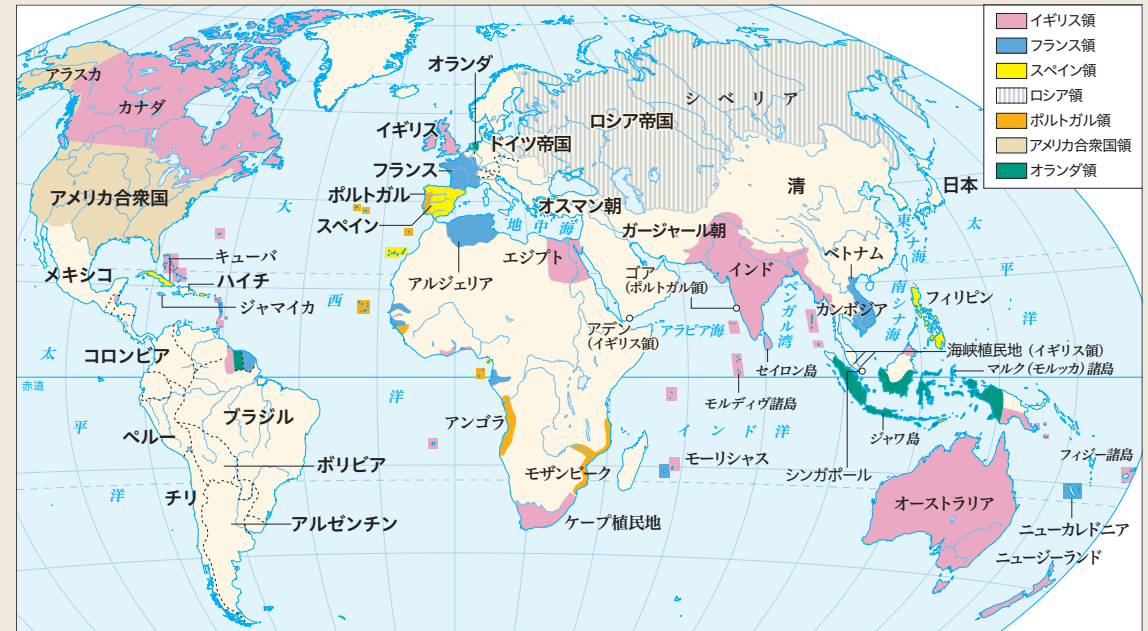 イギリス領
フランス領
スペイン領
ロシア領
ポルトガル領
アメリカ合衆国領
オランダ領
アラスカ
カナダ
アメリカ合衆国
メキシコ
キューバ
ハイチ
ジャマイカ
コロンビア
ブラジル
ペルー
ボリビア
チリ
アルゼンチン
大
西
洋
太
平
洋
赤道
オランダ
イギリス
ドイツ帝国
フランス
ポルトガル
スペイン
地中海
オスマン朝
ロシア帝国
シベリア
ガージャール朝
清
日本
アルジェリア
エジプト
ゴア
(ポルトガル領)
アデン
(イギリス領)
アラビア海
インド
ベンガル湾
セイロン島
モルディヴ諸島
インド洋
ベトナム
カンボジア
東シナ海
南シナ海
フィリピン
太
平
洋
海峡植民地(イギリス領)
マルク(モルッカ)諸島
ジャワ島
シンガポール
アンゴラ
モザンビーク
モーリシャス
ケープ植民地
オーストラリア
フィジー諸島
ニューカレドニア
ニュージーランド